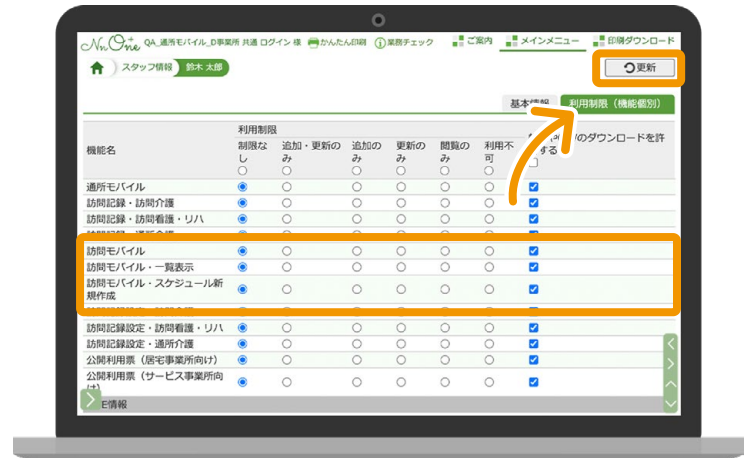 NnOne QA_通所モバイル_D事業所 共通 ログイン 様 かんたん印刷 業務チェック ご案内 メインメニュー 印刷ダウンロード
スタッフ情報 鈴木 太郎 更新
基本情報 利用制限（機能個別）
利用制限
機能名 制限なし 追加・更新のみ 追加のみ 更新のみ 閲覧のみ 利用不可 のダウンロードを許する
通所モバイル
訪問記録・訪問介護
訪問記録・訪問看護・リハ
訪問モバイル
訪問モバイル・一覧表示
訪問モバイル・スケジュール新
規作成
訪問記録設定・訪問看護・リハ
訪問記録設定・通所介護
公開利用票（居宅事業所向け）
公開利用票（サービス事業所向
け）
E情報